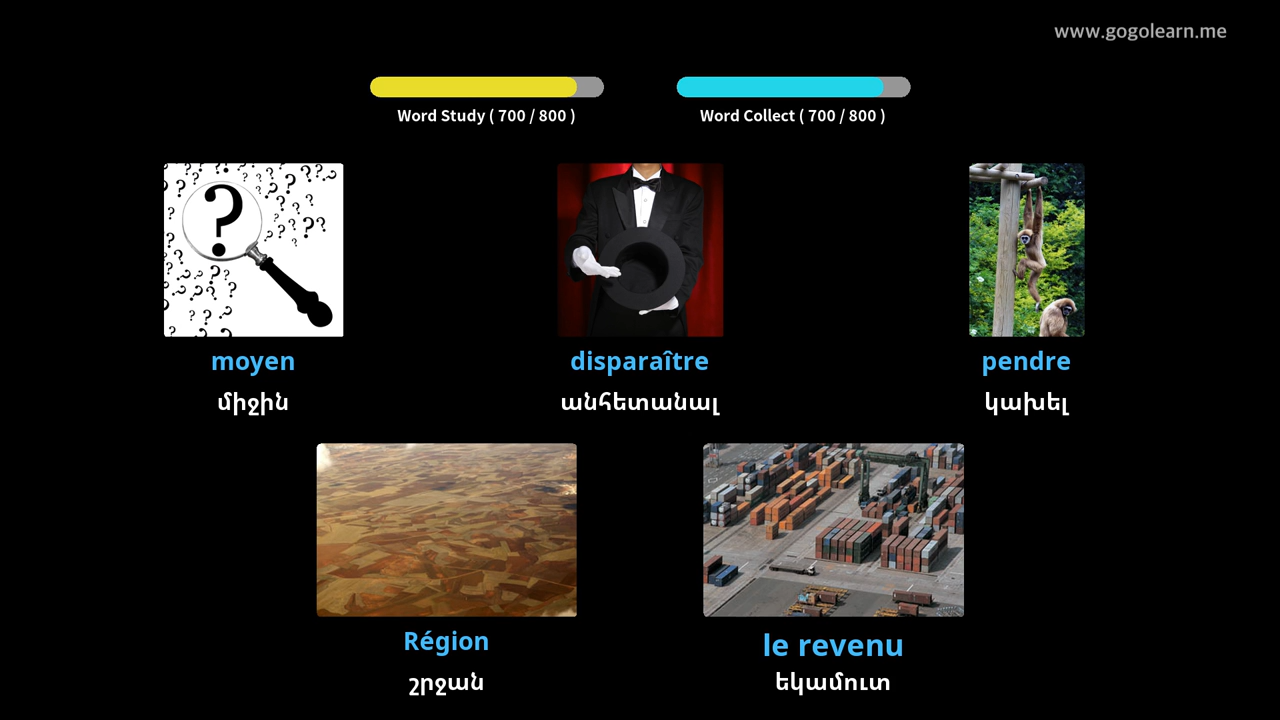 www.gogolearn.me
Word Study ( 700 / 800 )
Word Collect ( 700 / 800 )
moyen
միջին
disparaître
անհետանալ
pendre
կախել
Région
շրջան
le revenu
եկամուտ